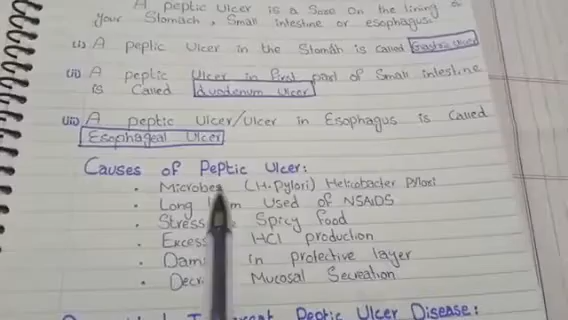 A peptic Ulcer is a Sose on the lining o
your Stomach, Small intestine or esophagus.
(i) A peptic Ulcer in the Stomach is called Gastric Ulcer
(ii) A peptic Ulcer in first part of Small intestine
is Called duodenum Ulcer
(iii) A peptic Ulcer/Ulcer in Esophagus is Called
Esophageal Ulcer
Causes of Peptic Ulcer:
• Microbes (H.Pylori) Helicobacter Pylori
• Long Used of NSAIDS
• Stress Spicy food
• Excess HCl production
• Dam in protective layer
• Decr Mucosal Secreation
Peptic Ulcer Disease: